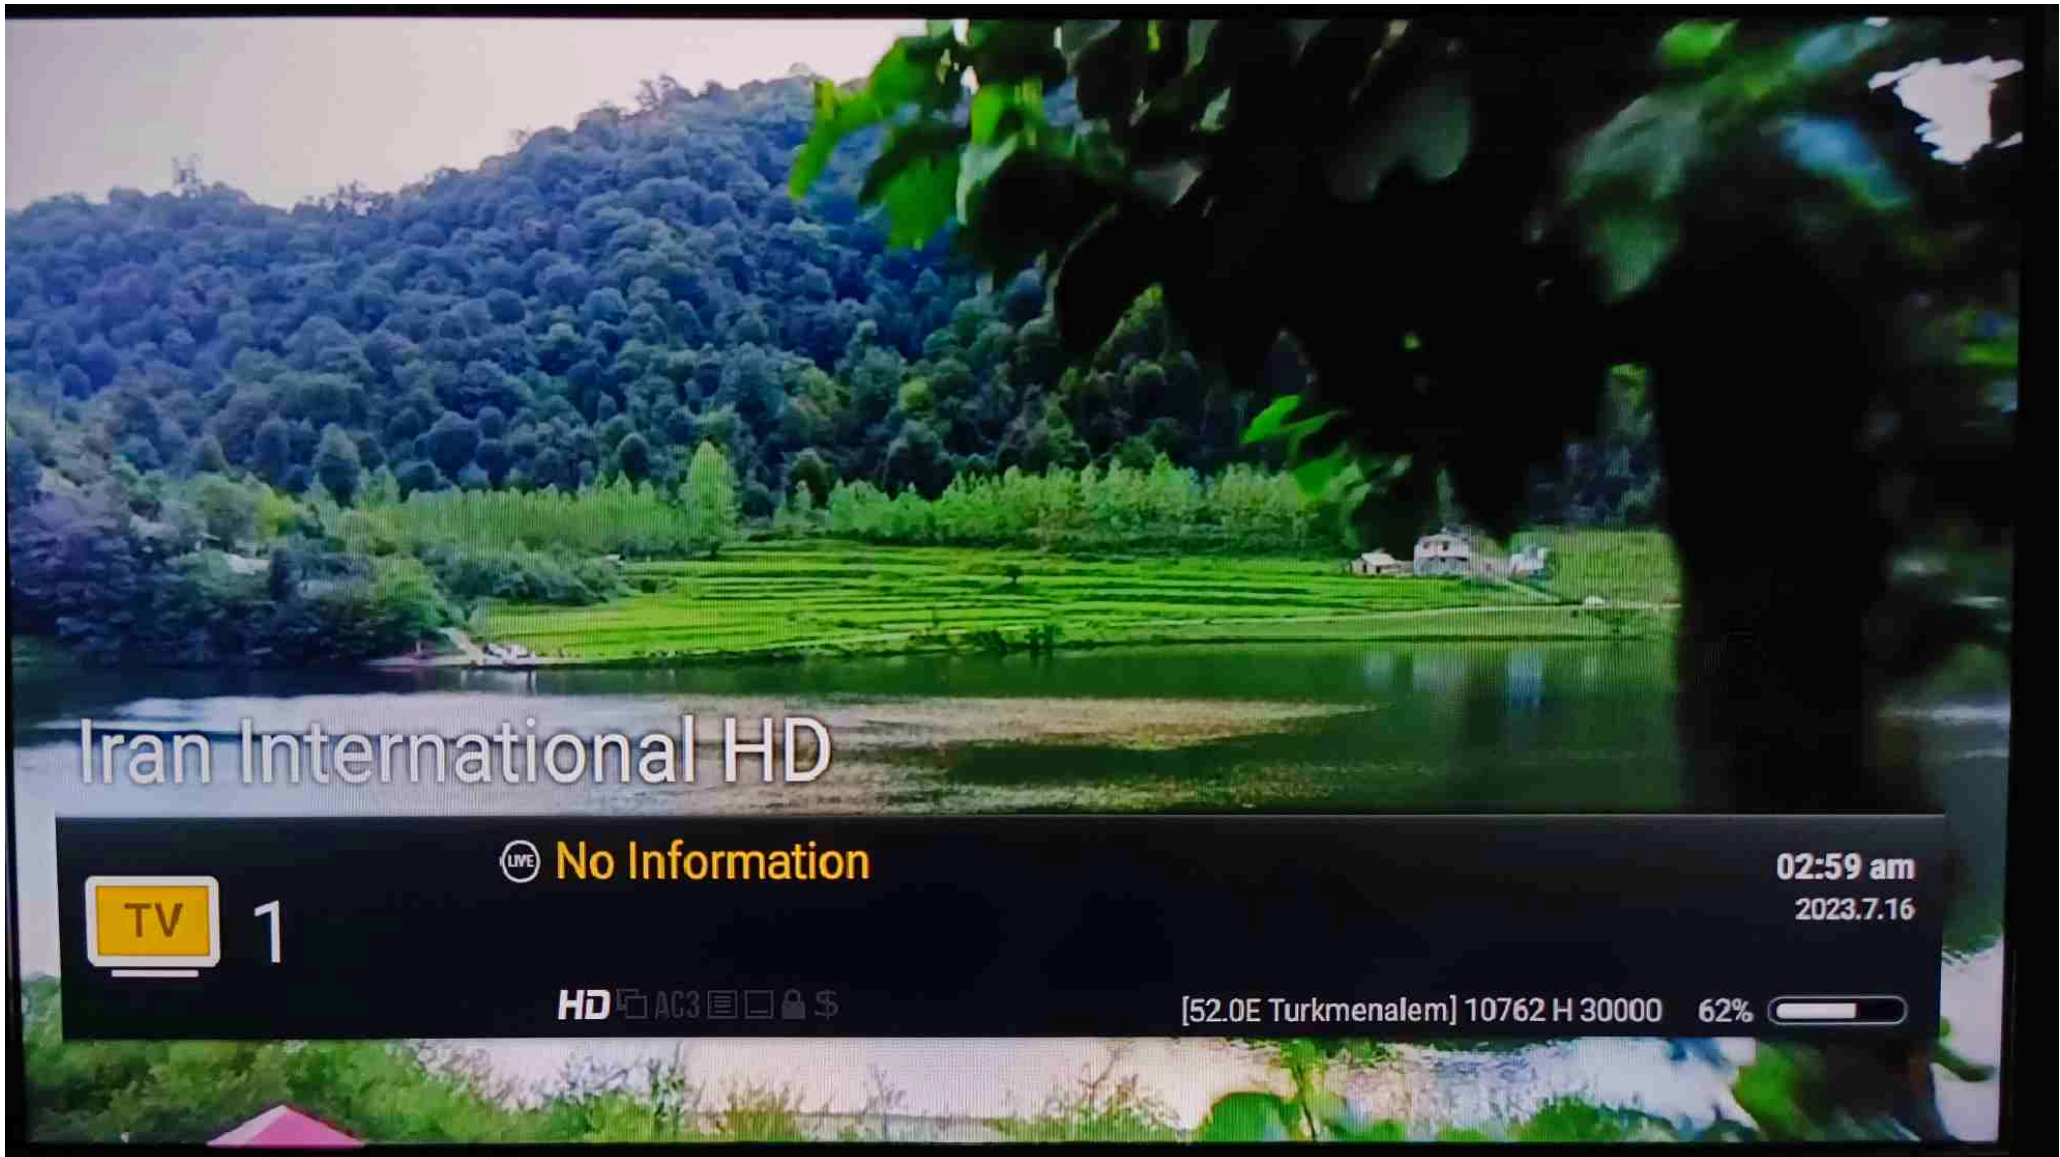 Iran International HD
LIVE No Information
02:59 am
2023.7.16
TV 1
HD AC3 $
[52.0E Turkmenalem] 10762 H 30000 62%